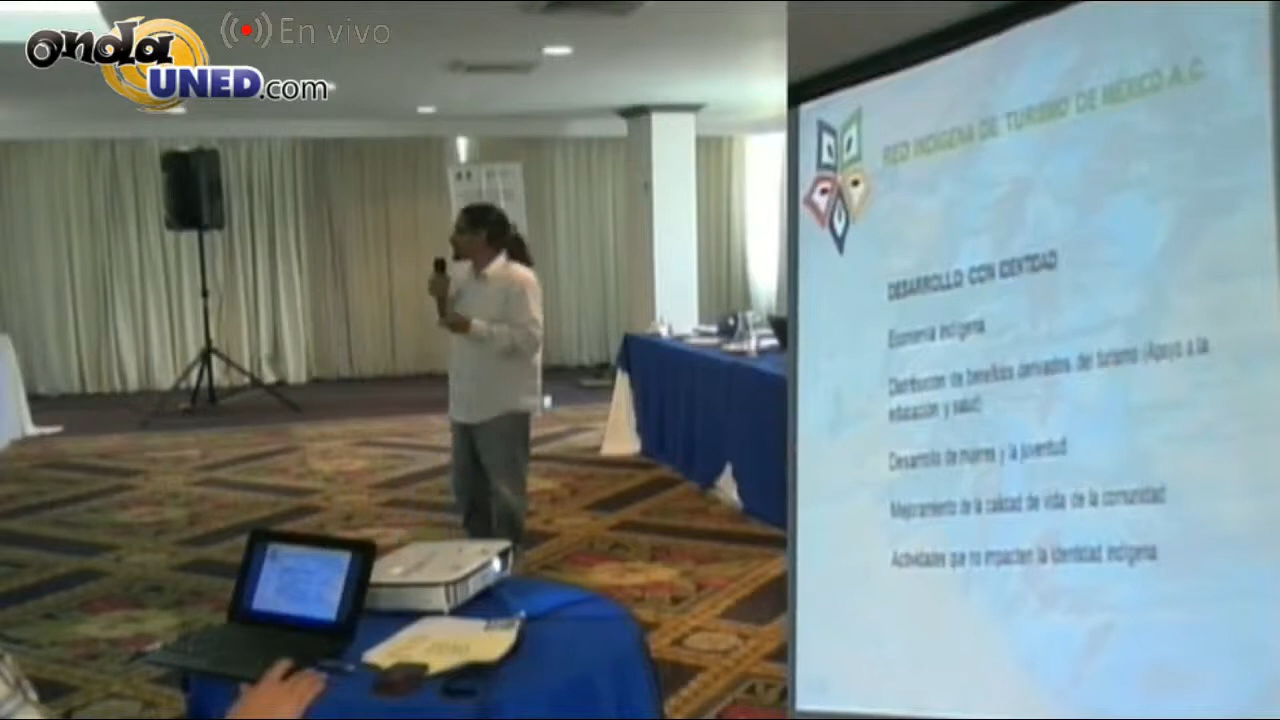 onda
UNED.com
En vivo
RED INDIGENA DE TURISMO DE MÉXICO A.C.
DESARROLLO CON IDENTIDAD
Economía indígena
Distribución de beneficios derivados del turismo (Apoyo a la
educación y salud)
Desarrollo de mujeres y la juventud
Mejoramiento de la calidad de vida de la comunidad
Actividades que no impacten la identidad indígena